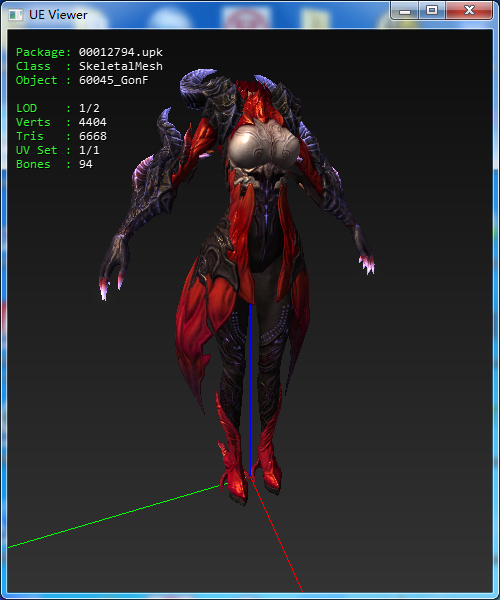 UE Viewer
Package: 00012794.upk
Class  : SkeletalMesh
Object : 60045_GonF
LOD    : 1/2
Verts  : 4404
Tris   : 6668
UV Set : 1/1
Bones  : 94